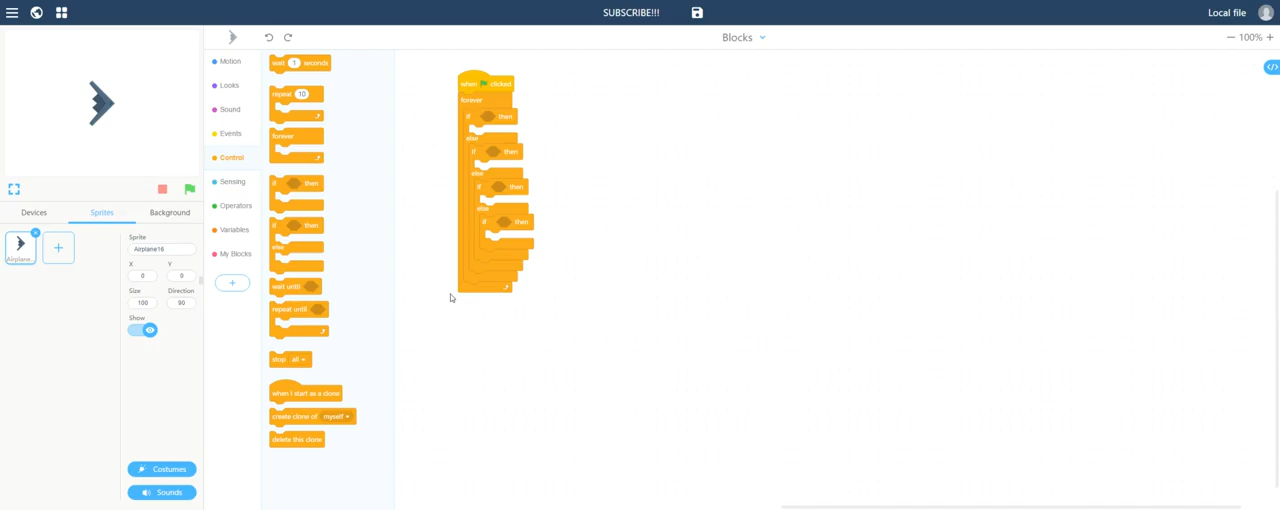 SUBSCRIBE!!!
Local file
Blocks
100%
Motion
Looks
Sound
Events
Control
Sensing
Operators
Variables
My Blocks
wait 1 seconds
repeat 10
forever
if then
if then
else
wait until
repeat until
stop all
when I start as a clone
create clone of myself
delete this clone
when clicked
forever
if then
else
if then
else
if then
else
if then
Devices
Sprites
Background
Airplane...
Sprite
Airplane16
X
Y
0
0
Size
Direction
100
90
Show
Costumes
Sounds